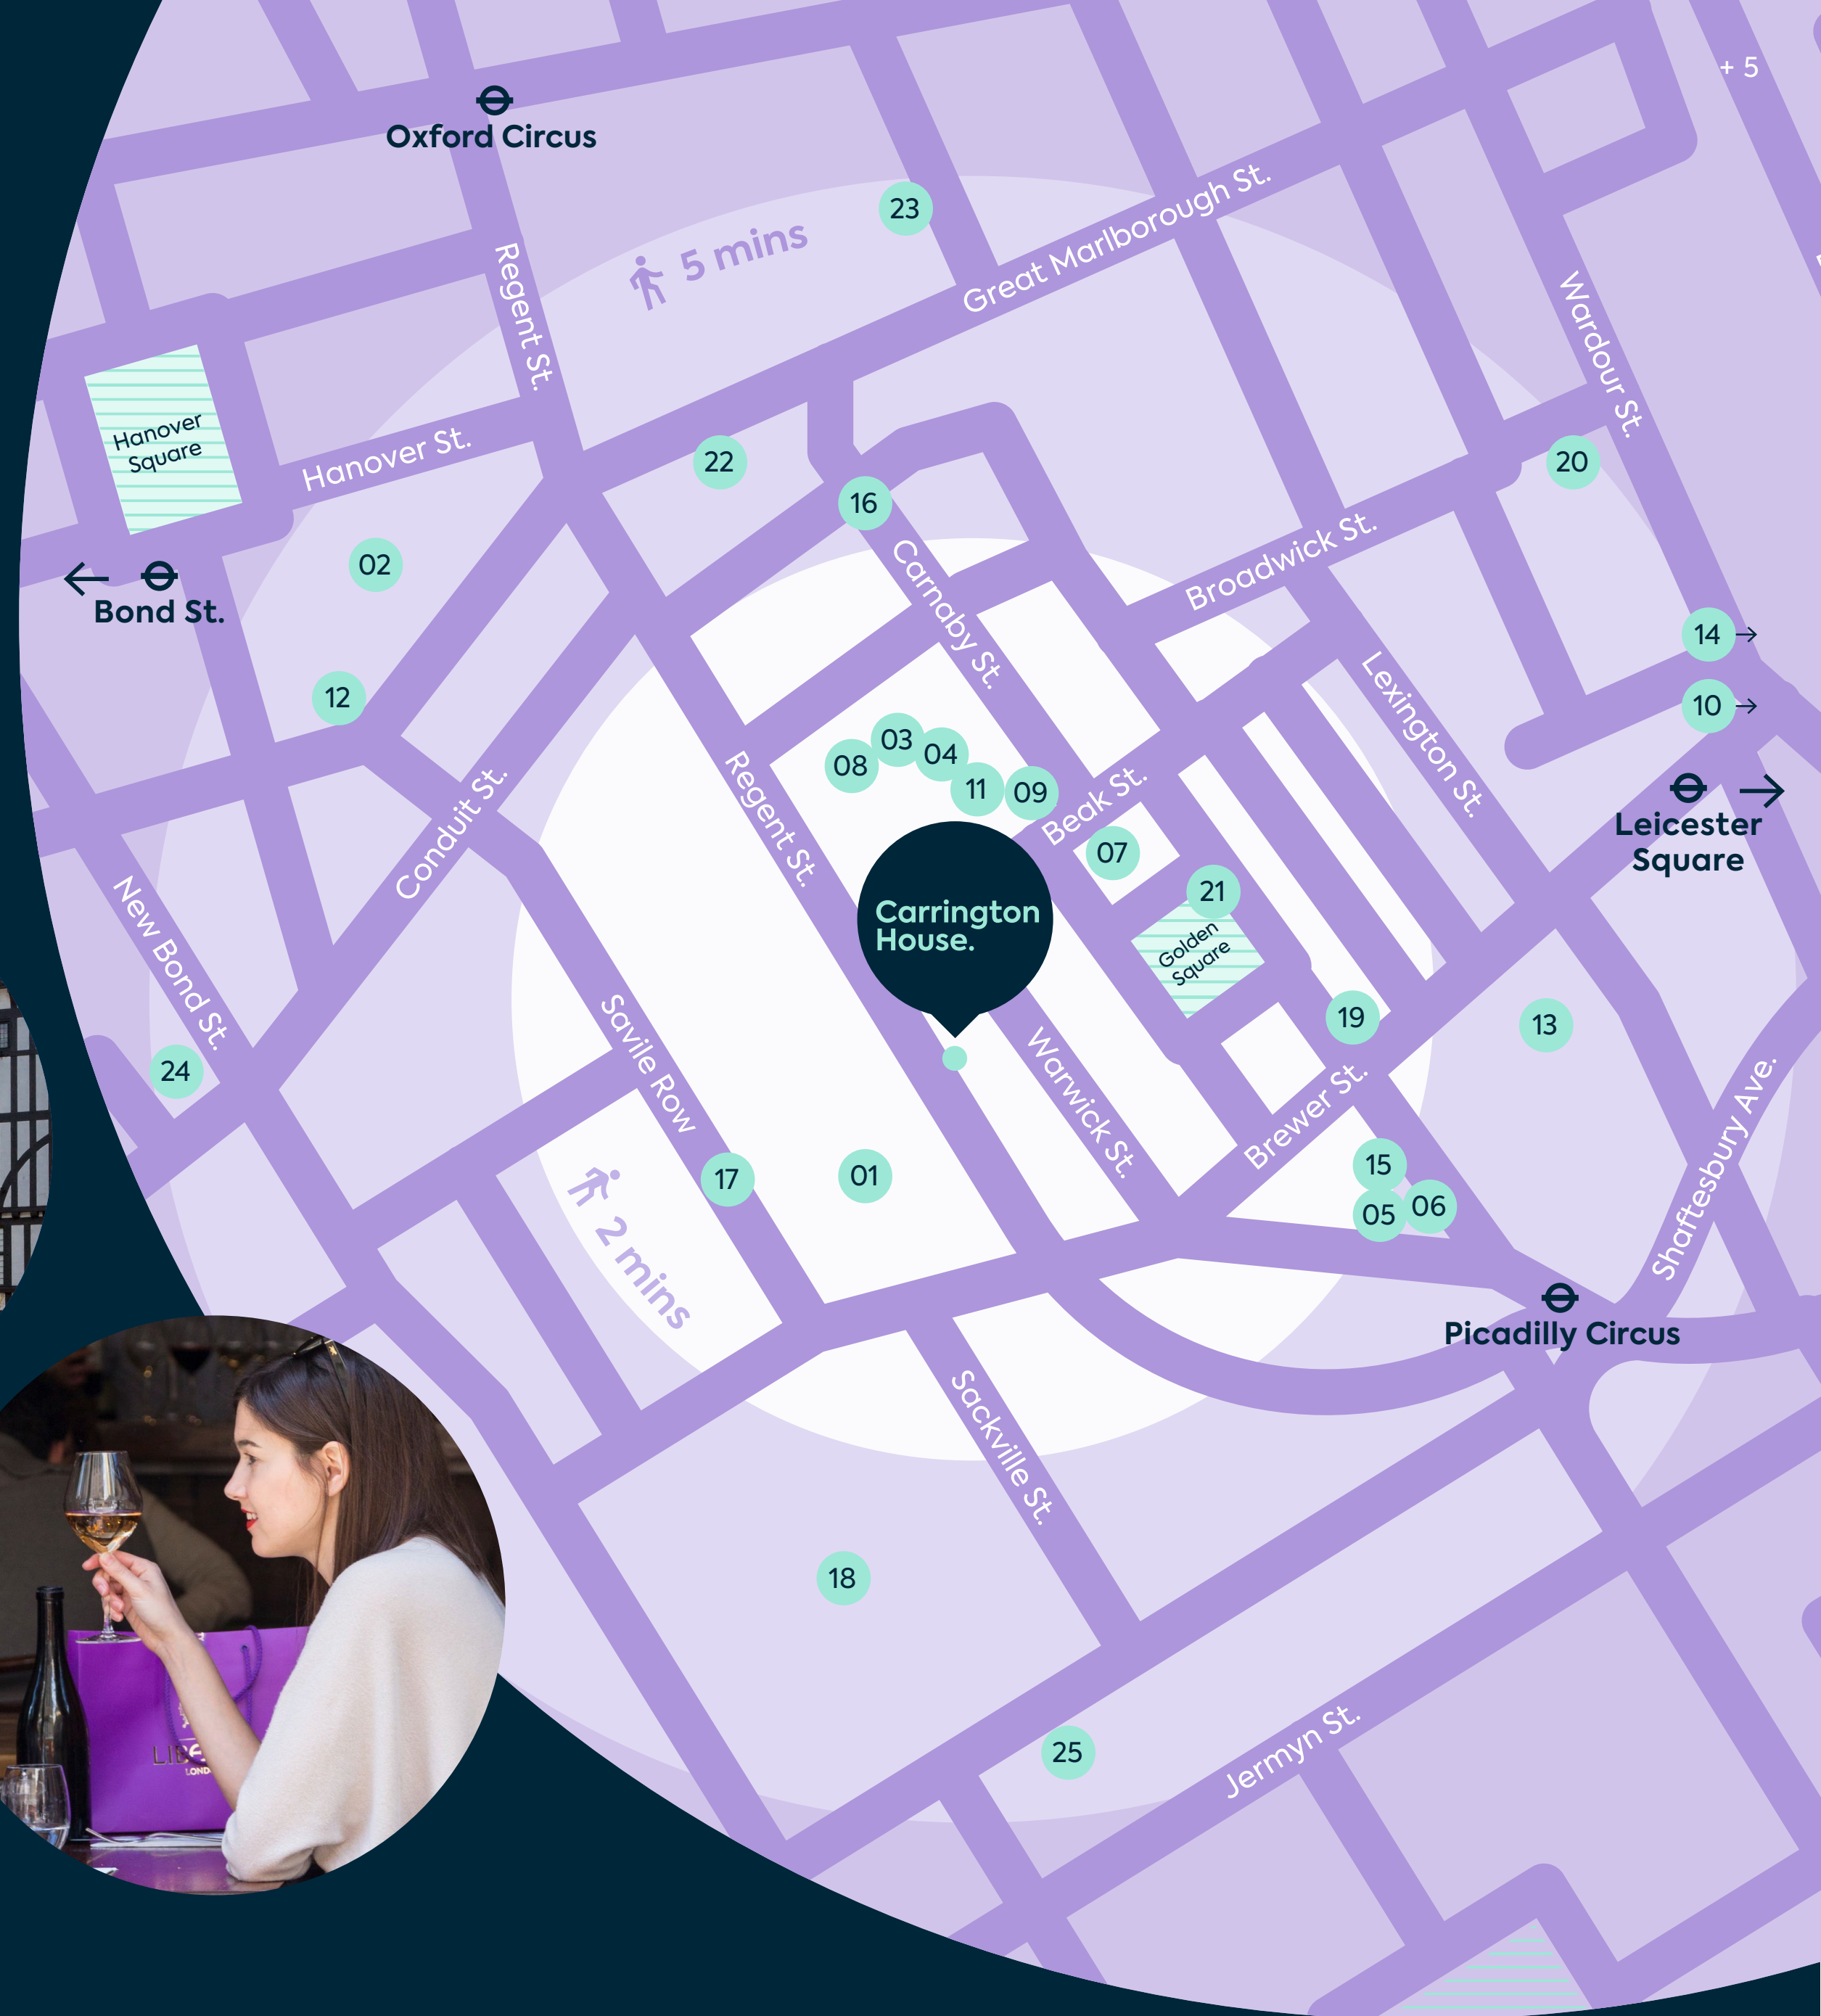 + 5
Oxford Circus
23
Great Marlborough St.
5 mins
Regent St.
Wardour St.
Hanover
Square
Hanover St.
22
20
16
02
Bond St.
Carnaby St.
Broadwick St.
14
12
10
Lexington St.
03
04
08
11
09
Beak St.
Regent St.
Conduit St.
07
Leicester
Square
21
Carrington
House.
Golden
Square
New Bond St.
Savile Row
19
13
24
Warwick St.
Brewer St.
Shaftesbury Ave.
15
17
01
06
05
2 mins
Picadilly Circus
Sackville St.
18
25
Jermyn St.